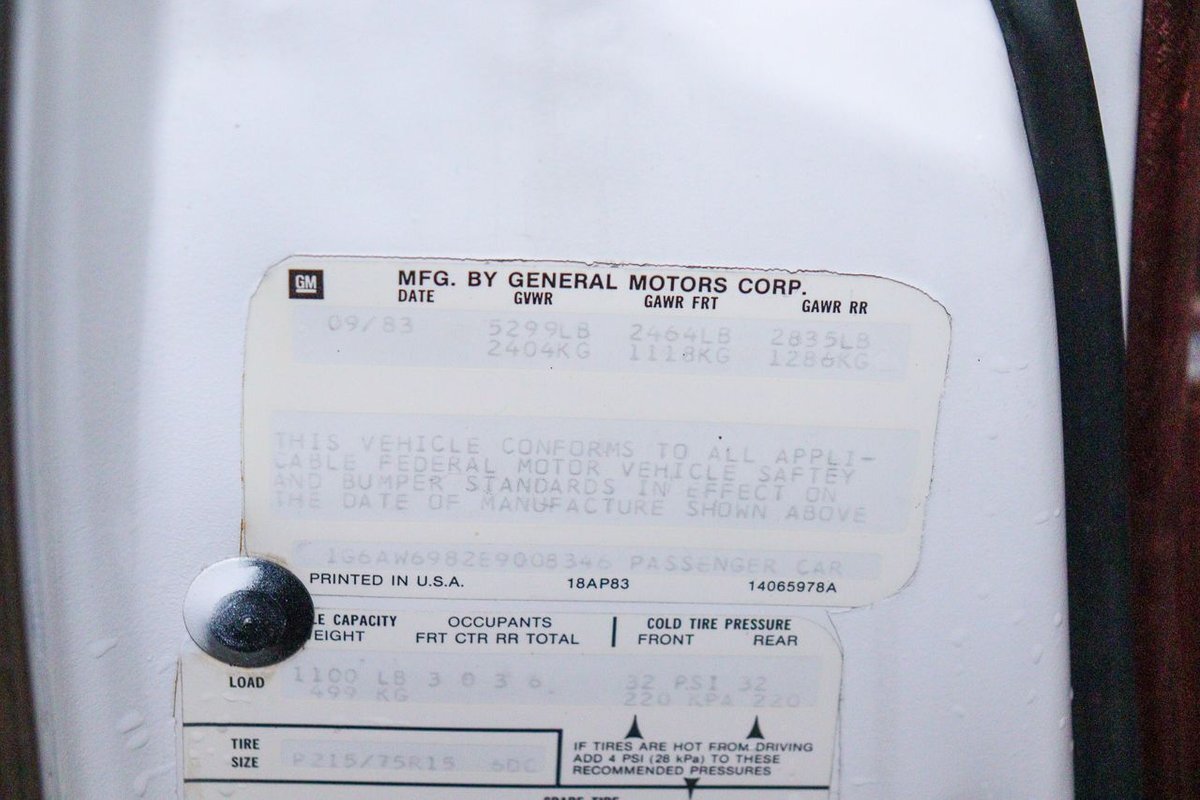 GM
MFG. BY GENERAL MOTORS CORP.
DATE GVWR GAWR FRT GAWR RR
09/83 5299LB 2464LB 2835LB
2404KG 1118KG 1286KG
THIS VEHICLE CONFORMS TO ALL APPLI-
CABLE FEDERAL MOTOR VEHICLE SAFTEY
AND BUMPER STANDARDS IN EFFECT ON
THE DATE OF MANUFACTURE SHOWN ABOVE
1G6AW6982E9008346 PASSENGER CAR
PRINTED IN U.S.A. 18AP83 14065978A
LE CAPACITY OCCUPANTS COLD TIRE PRESSURE
WEIGHT FRT CTR RR TOTAL FRONT REAR
LOAD 1100 LB 3 0 3 6 32 PSI 32
499 KG 220 KPA 220
TIRE
SIZE P215/75R15
IF TIRES ARE HOT FROM DRIVING
ADD 4 PSI (28 kPa) TO THESE
RECOMMENDED PRESSURES